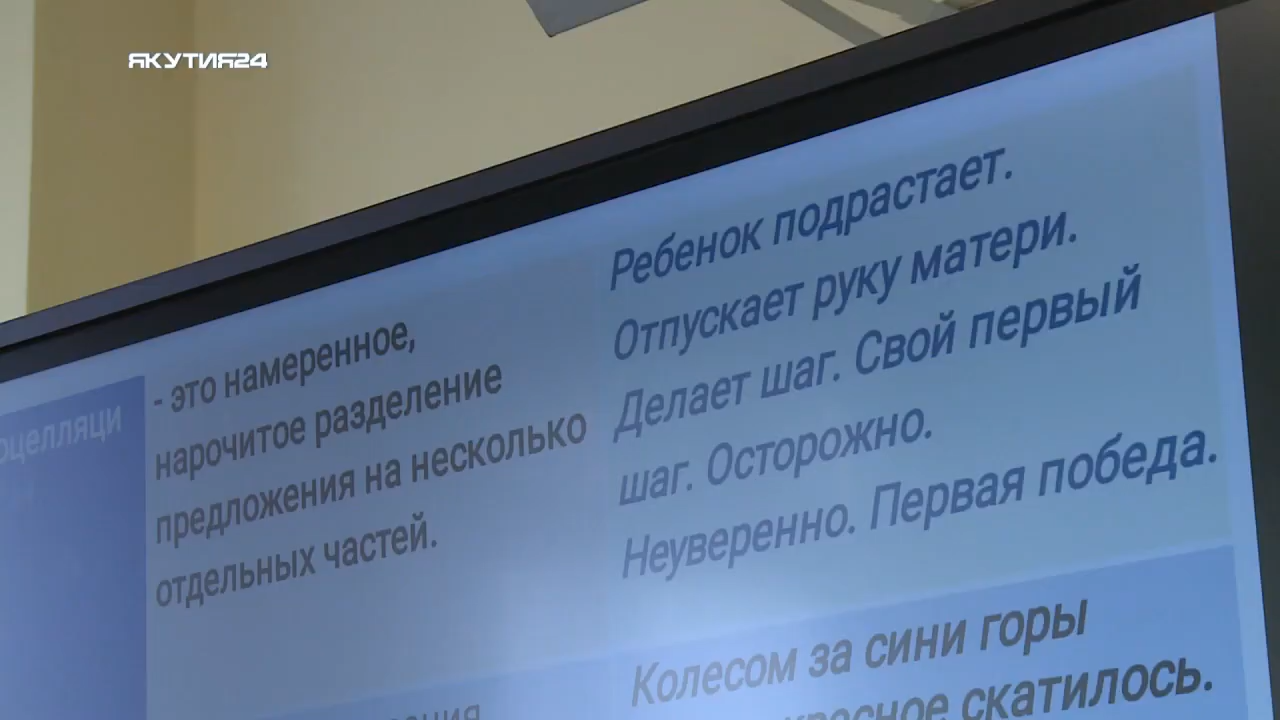 ЯКУТИЯ24
оцелляци
- это намеренное,
нарочитое разделение
предложения на несколько
отдельных частей.
Ребенок подрастает.
Отпускает руку матери.
Делает шаг. Свой первый
шаг. Осторожно.
Неуверенно. Первая победа.
Колесом за сини горы
скатилось.